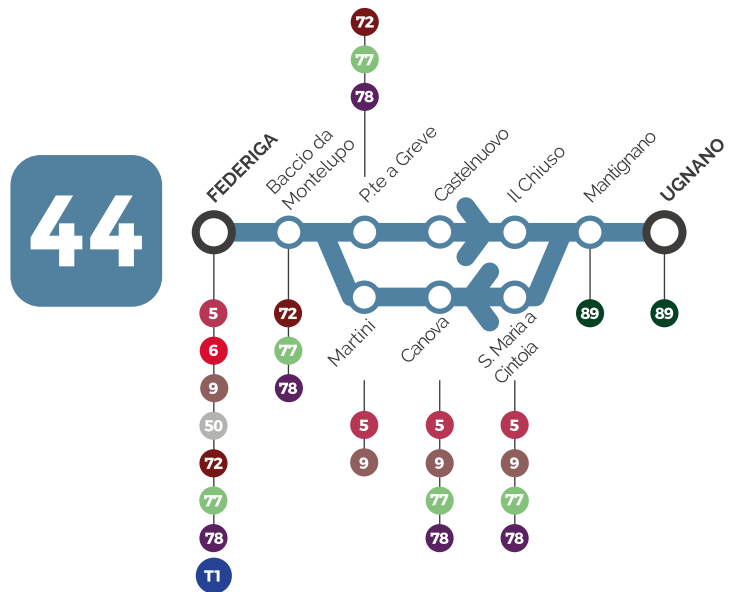 72
77
78
44
FEDERIGA
Baccio da
Montelupo
P.te a Greve
Castelnuovo
Il Chiuso
Mantignano
UGNANO
Martini
Canova
S. Maria a
Cintoia
5
6
9
50
72
77
78
T1
72
77
78
5
9
5
9
77
78
5
9
77
78
89
89